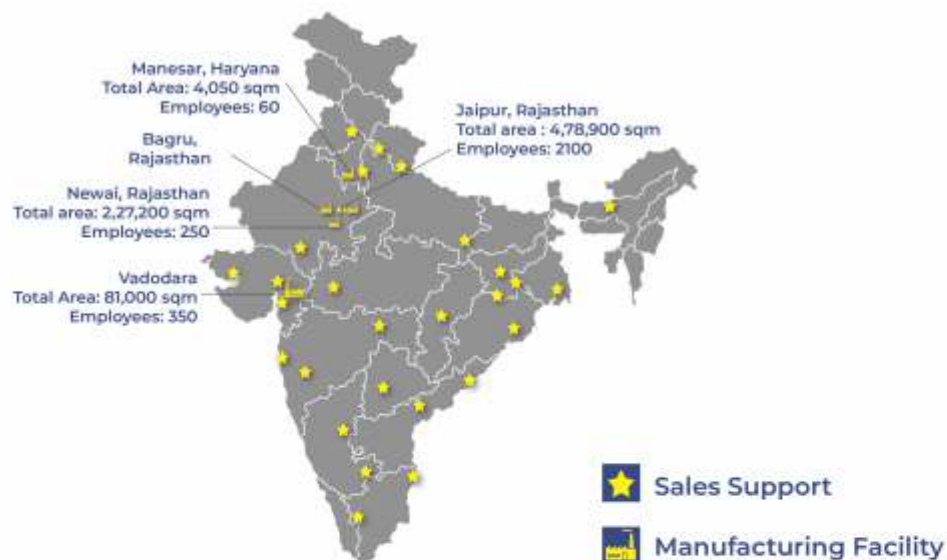 Manesar, Haryana
Total Area: 4,050 sqm
Employees: 60
Jaipur, Rajasthan
Total area : 4,78,900 sqm
Employees: 2100
Bagru,
Rajasthan
Newai, Rajasthan
Total area: 2,27,200 sqm
Employees: 250
Vadodara
Total Area: 81,000 sqm
Employees: 350
Sales Support
Manufacturing Facility